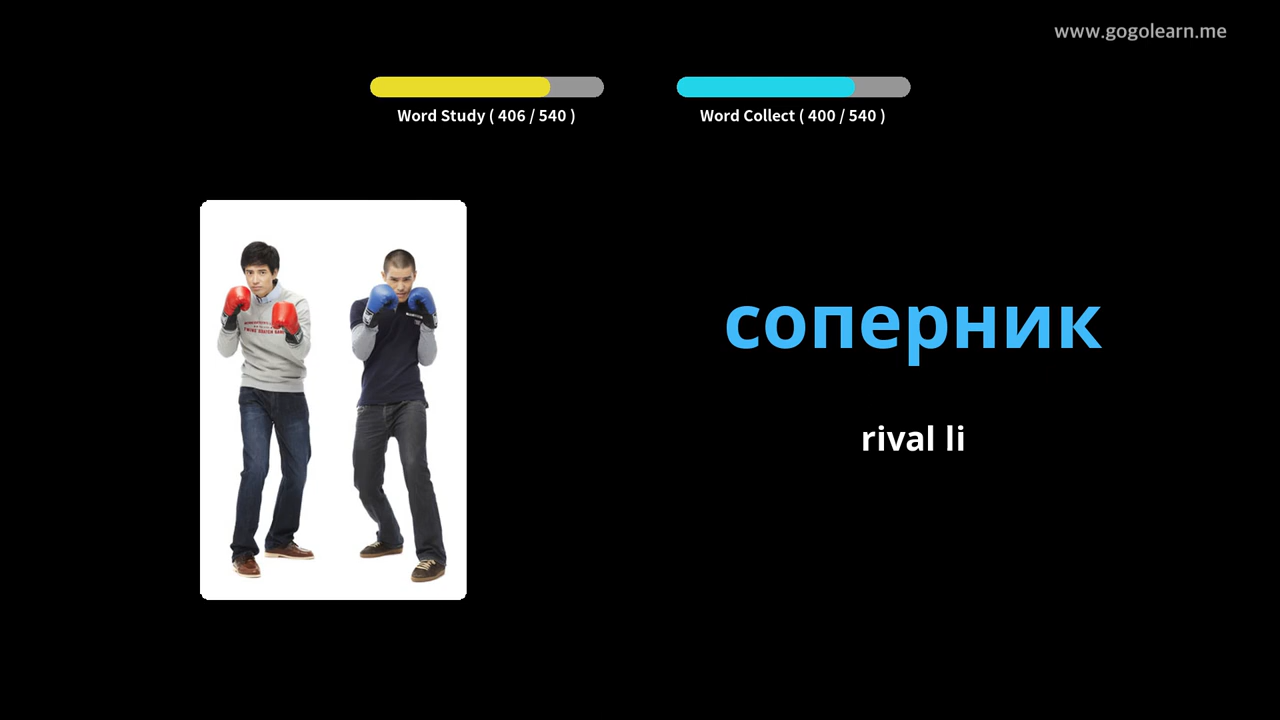 www.gogolearn.me
Word Study ( 406 / 540 )
Word Collect ( 400 / 540 )
соперник
rival li